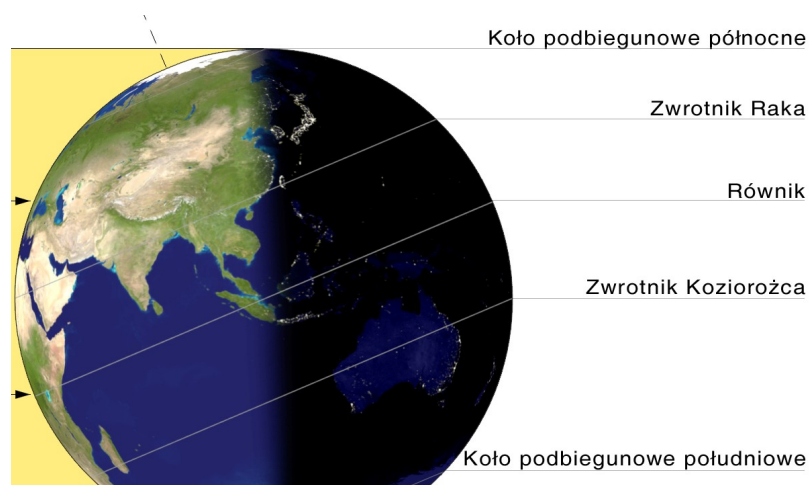 Koło podbiegunowe północne
Zwrotnik Raka
Równik
Zwrotnik Koziorożca
Koło podbiegunowe południowe